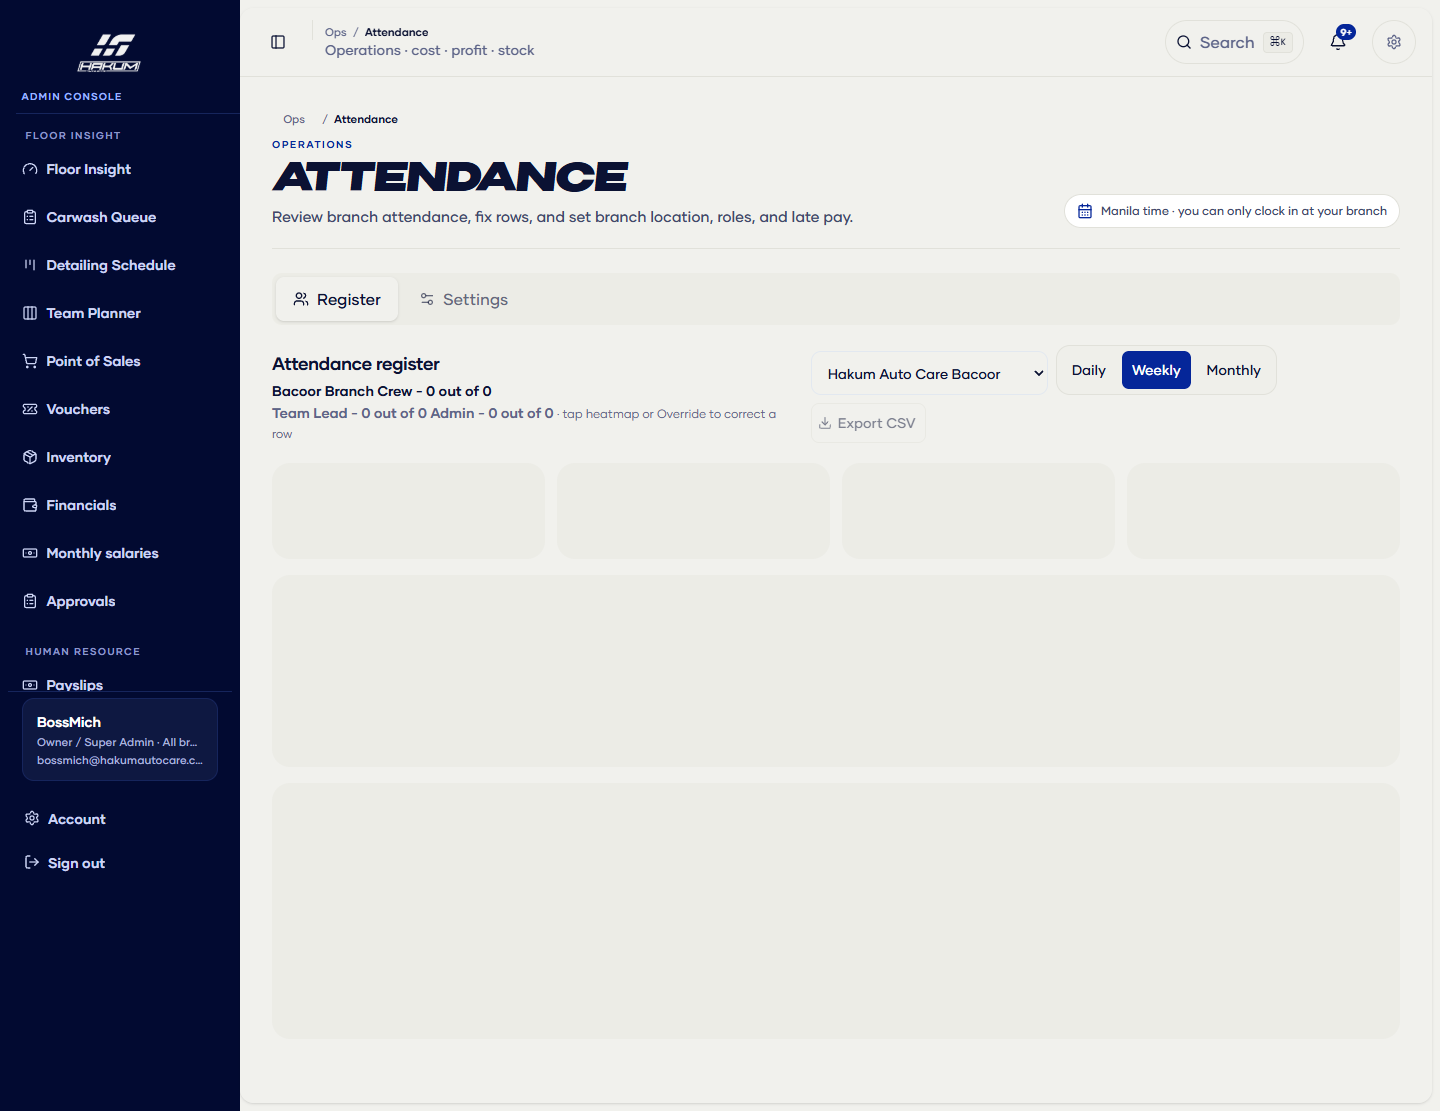 HAKUM
ADMIN CONSOLE
FLOOR INSIGHT
Floor Insight
Carwash Queue
Detailing Schedule
Team Planner
Point of Sales
Vouchers
Inventory
Financials
Monthly salaries
Approvals
HUMAN RESOURCE
Payslips
BossMich
Owner / Super Admin · All br...
bossmich@hakumautocare.c...
Account
Sign out
Ops / Attendance
Operations · cost · profit · stock
Search ⌘K
9+
Ops / Attendance
OPERATIONS
ATTENDANCE
Review branch attendance, fix rows, and set branch location, roles, and late pay.
Manila time · you can only clock in at your branch
Register
Settings
Attendance register
Bacoor Branch Crew - 0 out of 0
Team Lead - 0 out of 0 Admin - 0 out of 0 · tap heatmap or Override to correct a
row
Hakum Auto Care Bacoor
Daily Weekly Monthly
Export CSV